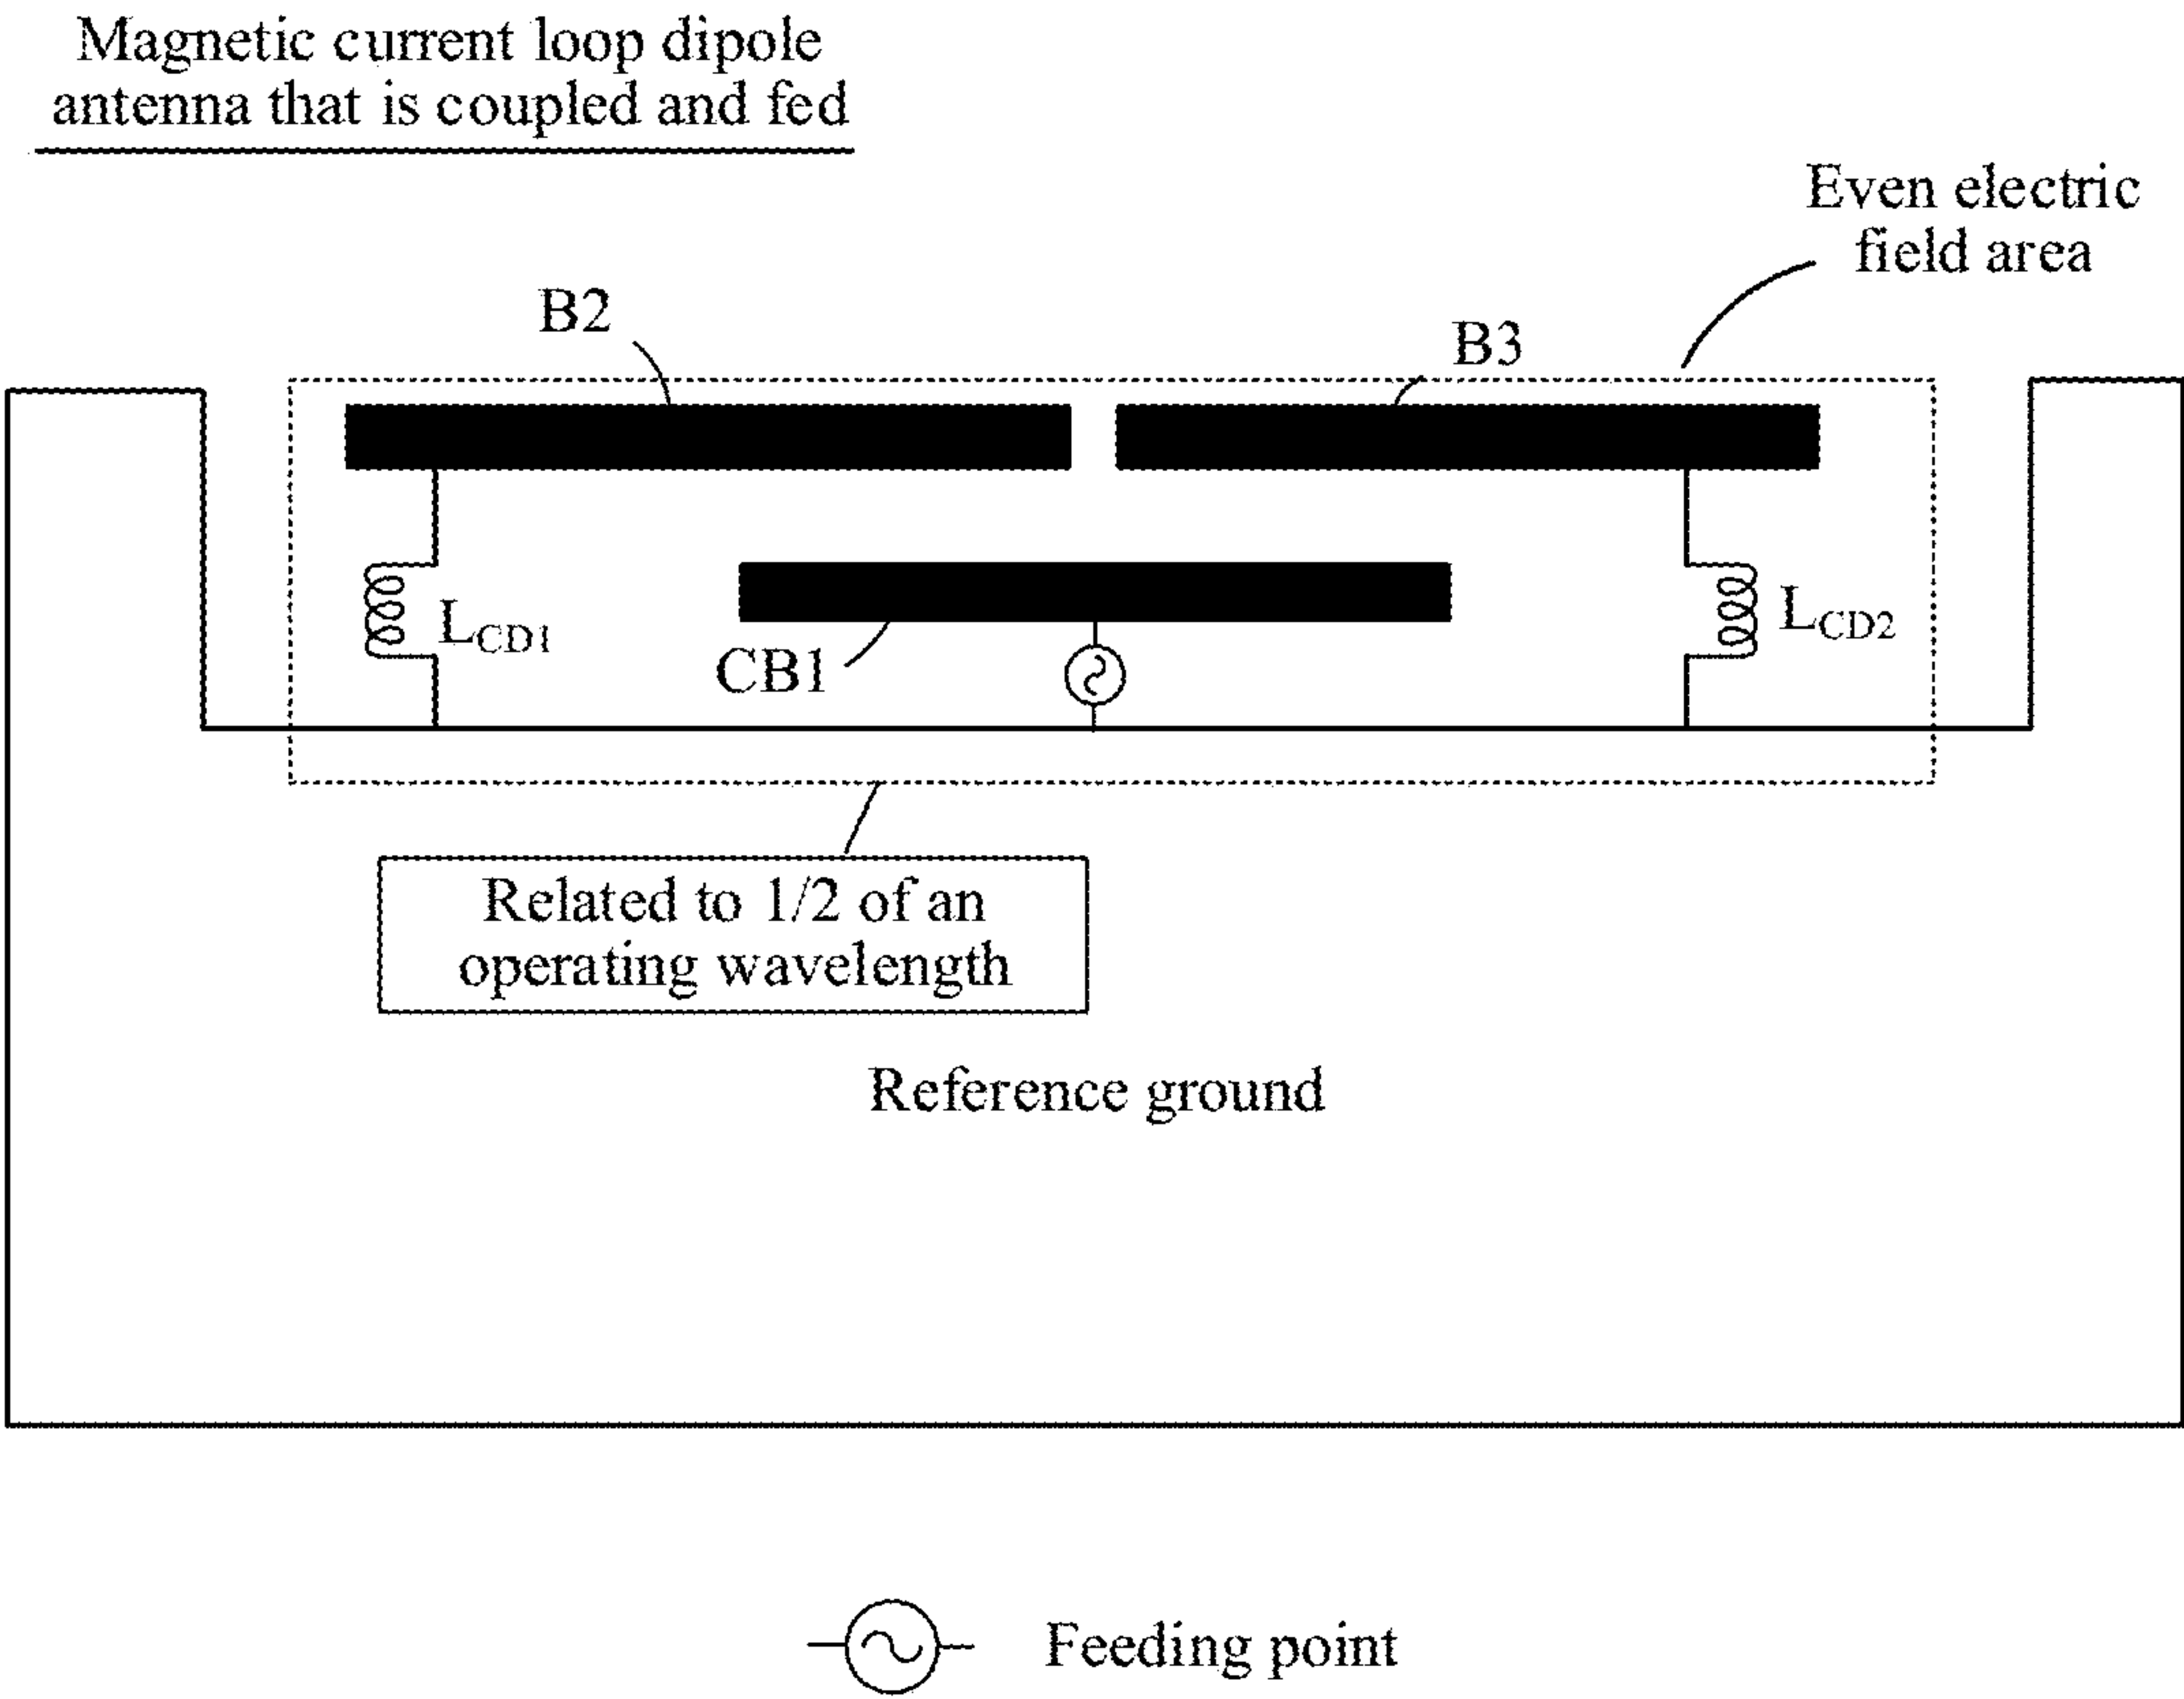 Magnetic current loop dipole
antenna that is coupled and fed
Even electric
field area
B2
B3
LCD1
CB1
LCD2
Related to 1/2 of an
operating wavelength
Reference ground
Feeding point